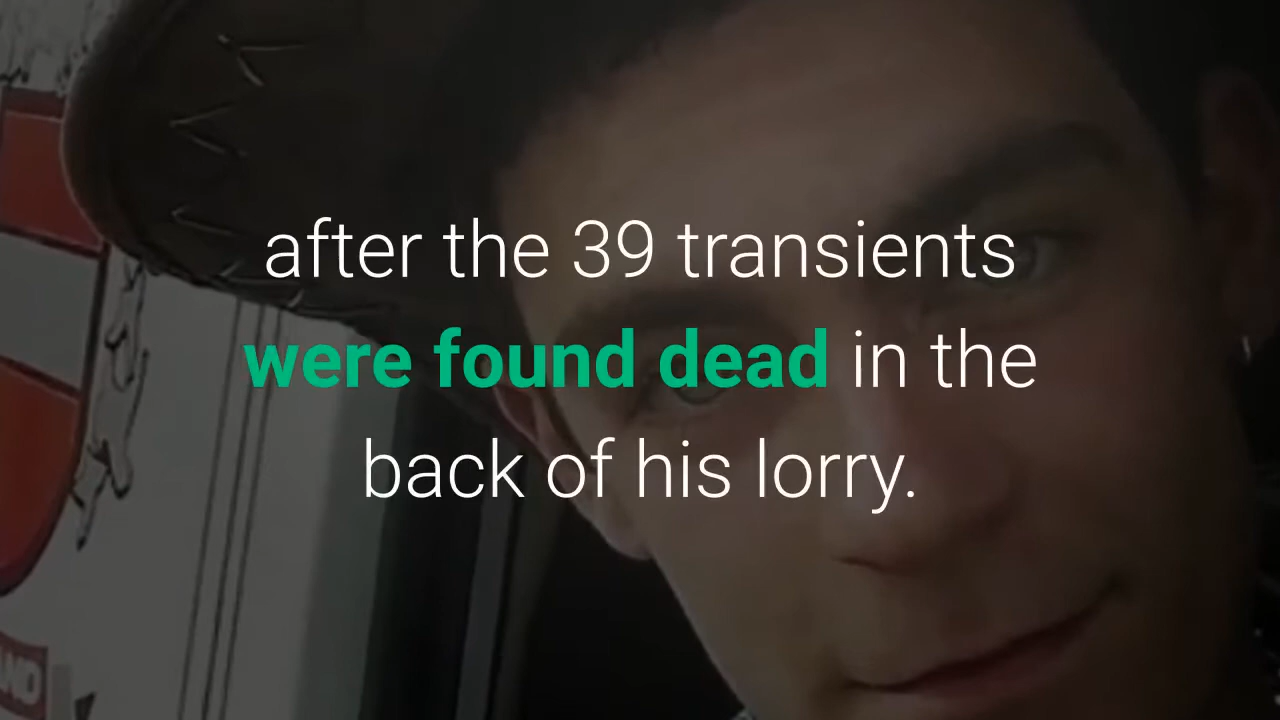 after the 39 transients
were found dead in the
back of his lorry.